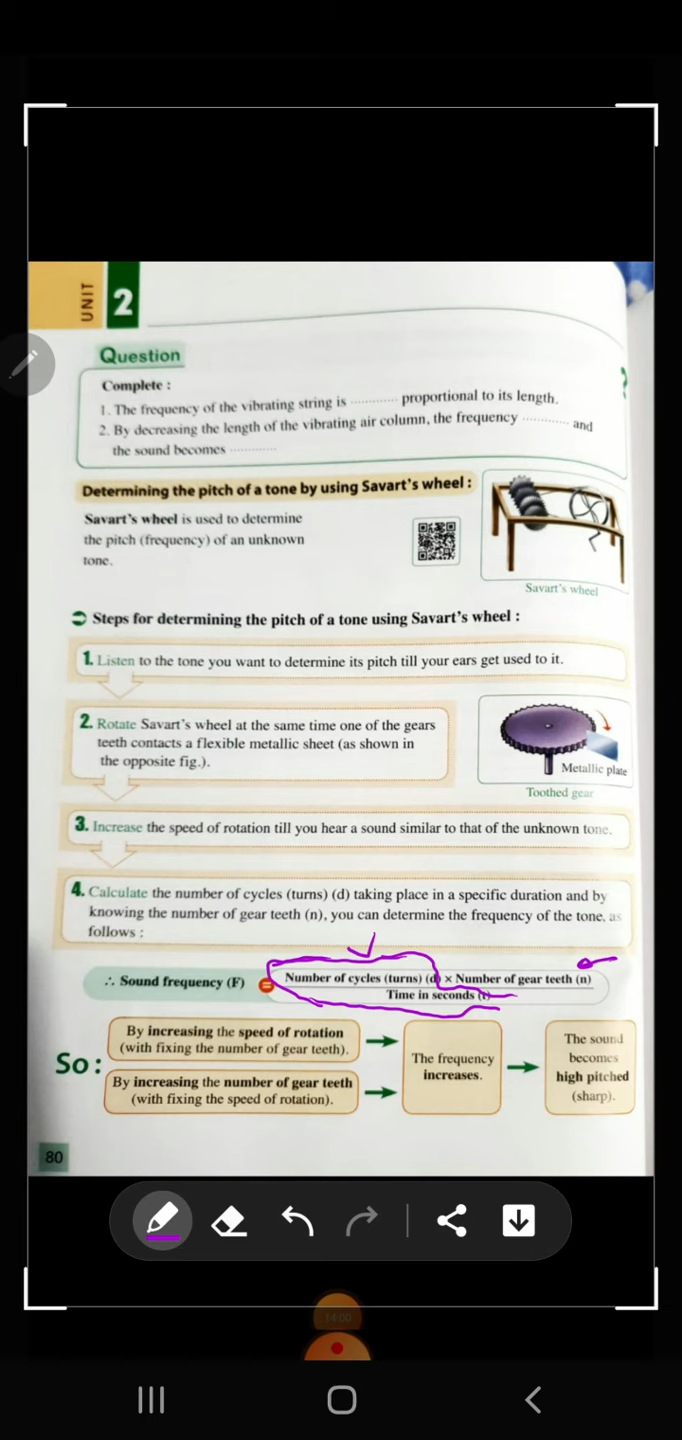 UNIT
2
Question
?
Complete :
1. The frequency of the vibrating string is ············ proportional to its length.
2. By decreasing the length of the vibrating air column, the frequency ············ and
the sound becomes ············
Determining the pitch of a tone by using Savart's wheel :
Savart's wheel is used to determine
the pitch (frequency) of an unknown
tone.
Savart's wheel
Steps for determining the pitch of a tone using Savart's wheel :
1. Listen to the tone you want to determine its pitch till your ears get used to it.
2. Rotate Savart's wheel at the same time one of the gears
teeth contacts a flexible metallic sheet (as shown in
the opposite fig.).
Metallic plate
Toothed gear
3. Increase the speed of rotation till you hear a sound similar to that of the unknown tone.
4. Calculate the number of cycles (turns) (d) taking place in a specific duration and by
knowing the number of gear teeth (n), you can determine the frequency of the tone, as
follows :
∴ Sound frequency (F) = Number of cycles (turns) (d) × Number of gear teeth (n)
Time in seconds (t)
So:
By increasing the speed of rotation
(with fixing the number of gear teeth).
By increasing the number of gear teeth
(with fixing the speed of rotation).
The frequency
increases.
The sound
becomes
high pitched
(sharp).
80
14:00